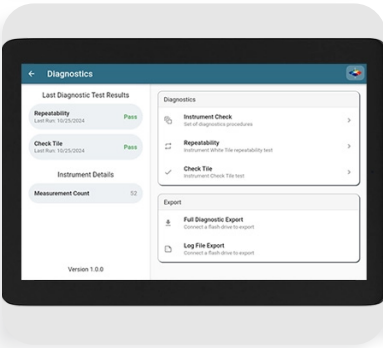 Diagnostics
Last Diagnostic Test Results
Repeatability
Last Run: 10/25/2024
Pass
Check Tile
Last Run: 10/25/2024
Pass
Instrument Details
Measurement Count
52
Version 1.0.0
Diagnostics
Instrument Check
Set of diagnostics procedures
Repeatability
Instrument White Tile repeatability test
Check Tile
Instrument Check Tile test
Export
Full Diagnostic Export
Connect a flash drive to export
Log File Export
Connect a flash drive to export